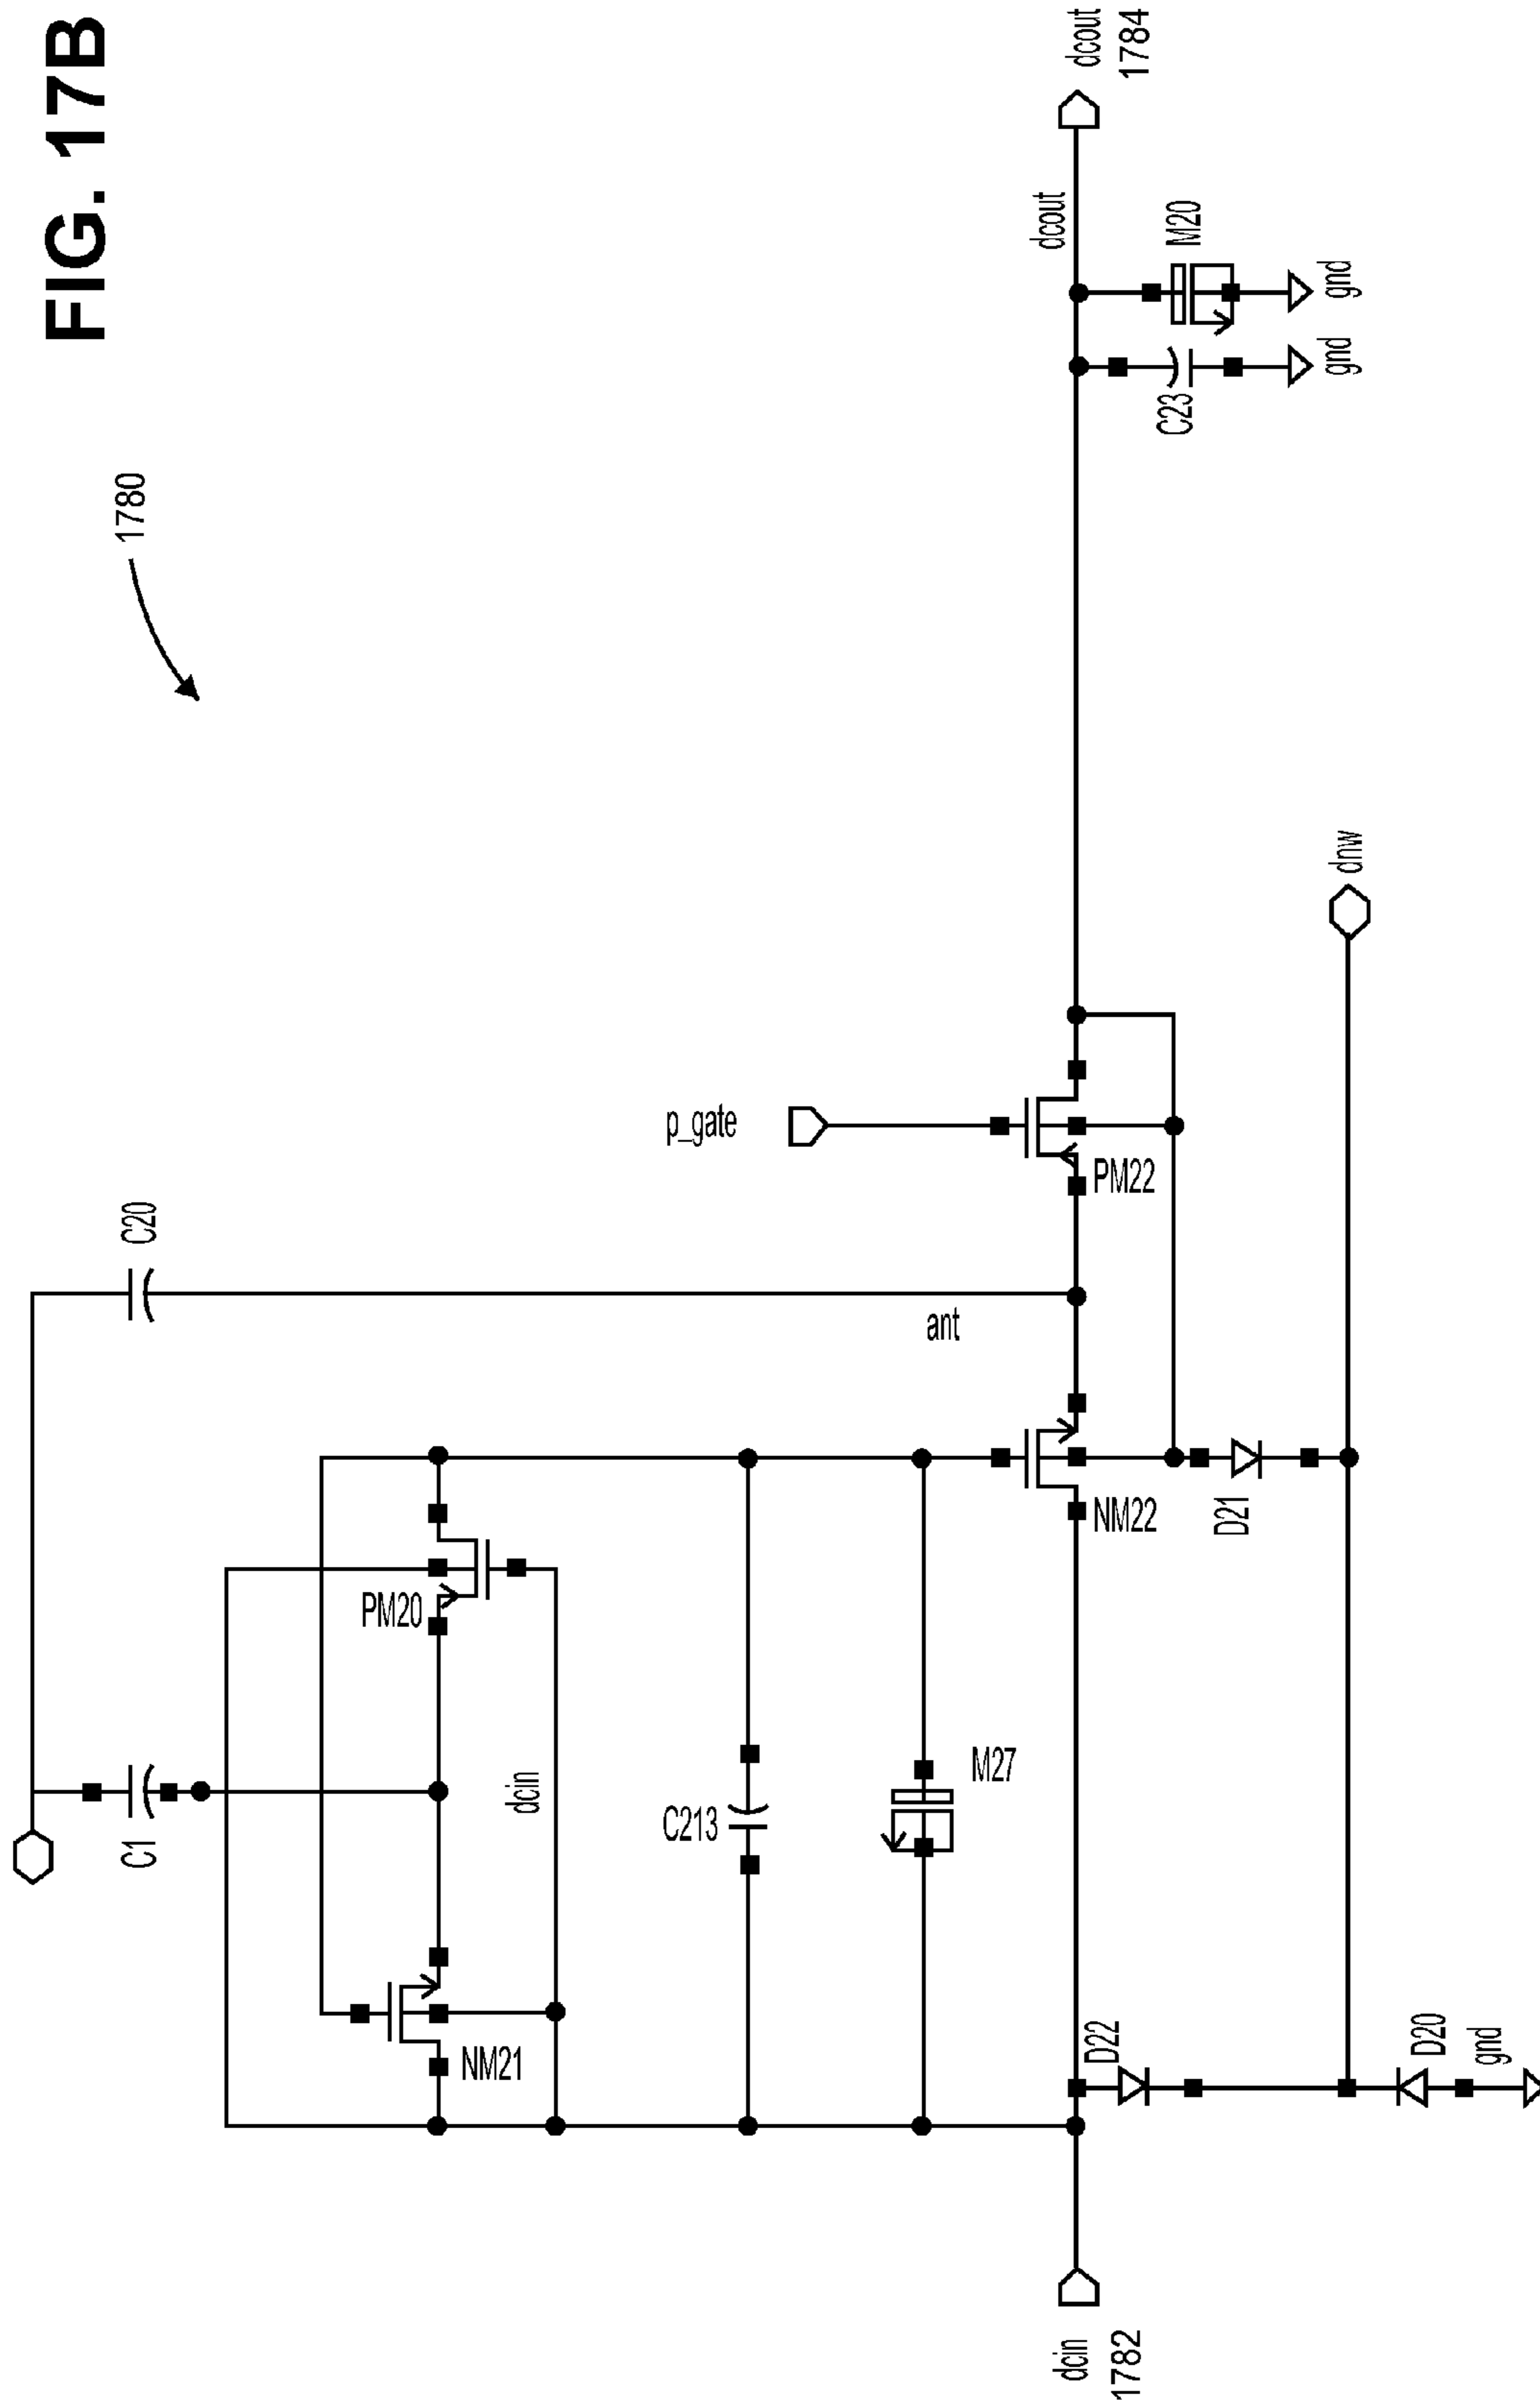 FIG. 17B
1780
C1
C20
NM21
PM20
dcin
C213
M27
p_gate
ant
NM22
PM22
dcin
1782
dcout
dcout
1784
D22
D21
C23
M20
gnd
gnd
dnw
D20
gnd